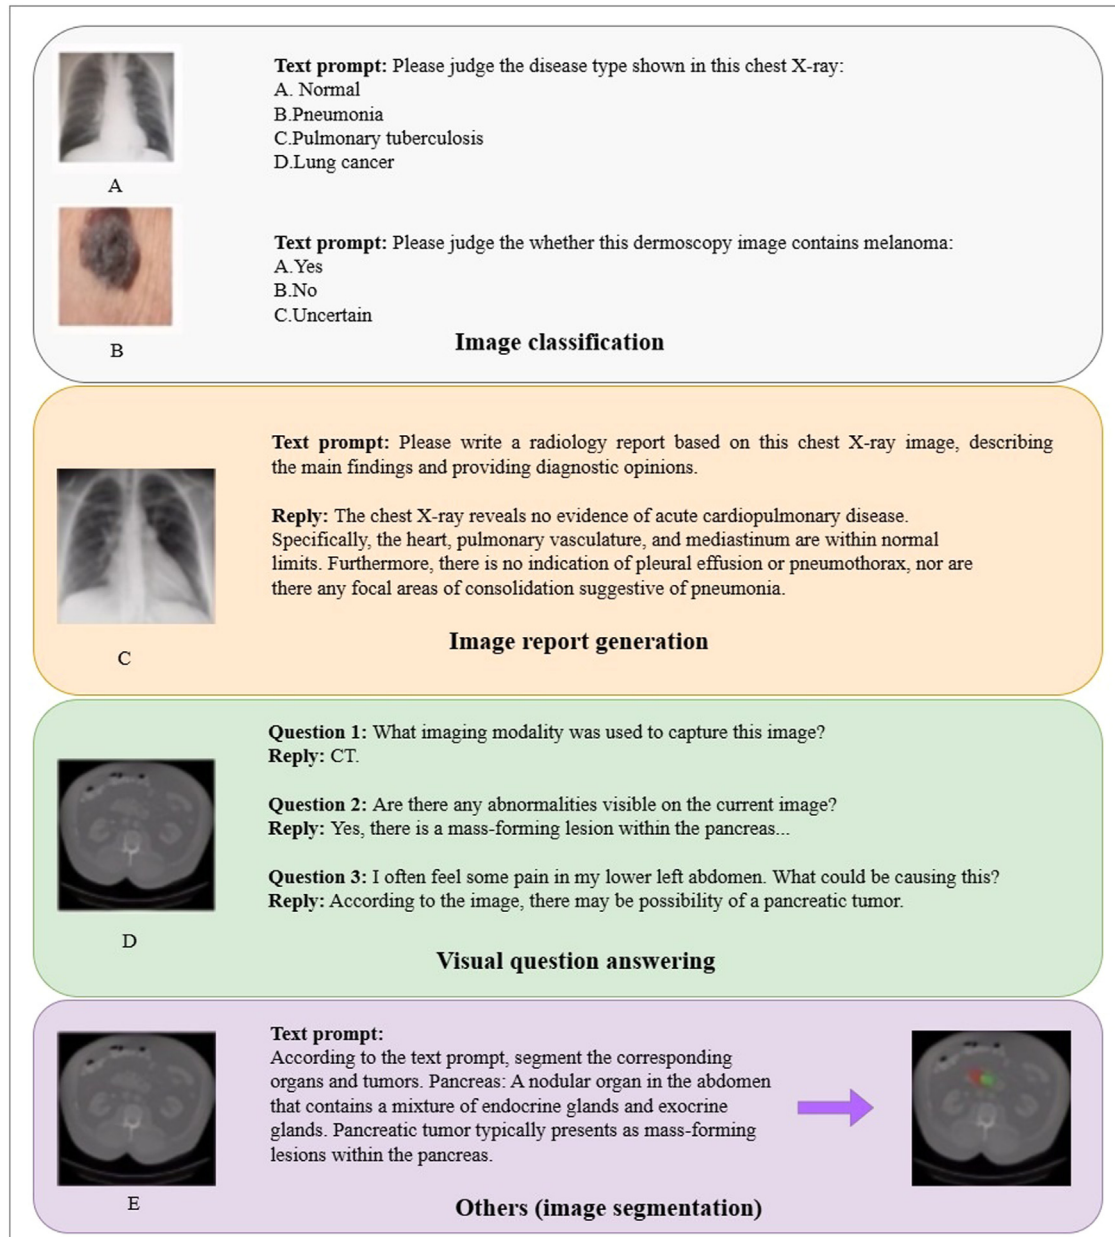 Text prompt: Please judge the disease type shown in this chest X-ray:
A. Normal
B.Pneumonia
C.Pulmonary tuberculosis
D.Lung cancer
A
Text prompt: Please judge the whether this dermoscopy image contains melanoma:
A.Yes
B.No
C.Uncertain
B
Image classification
Text prompt: Please write a radiology report based on this chest X-ray image, describing
the main findings and providing diagnostic opinions.
Reply: The chest X-ray reveals no evidence of acute cardiopulmonary disease.
Specifically, the heart, pulmonary vasculature, and mediastinum are within normal
limits. Furthermore, there is no indication of pleural effusion or pneumothorax, nor are
there any focal areas of consolidation suggestive of pneumonia.
Image report generation
C
Question 1: What imaging modality was used to capture this image?
Reply: CT.
Question 2: Are there any abnormalities visible on the current image?
Reply: Yes, there is a mass-forming lesion within the pancreas...
Question 3: I often feel some pain in my lower left abdomen. What could be causing this?
Reply: According to the image, there may be possibility of a pancreatic tumor.
D
Visual question answering
Text prompt:
According to the text prompt, segment the corresponding
organs and tumors. Pancreas: A nodular organ in the abdomen
that contains a mixture of endocrine glands and exocrine
glands. Pancreatic tumor typically presents as mass-forming
lesions within the pancreas.
E
Others (image segmentation)